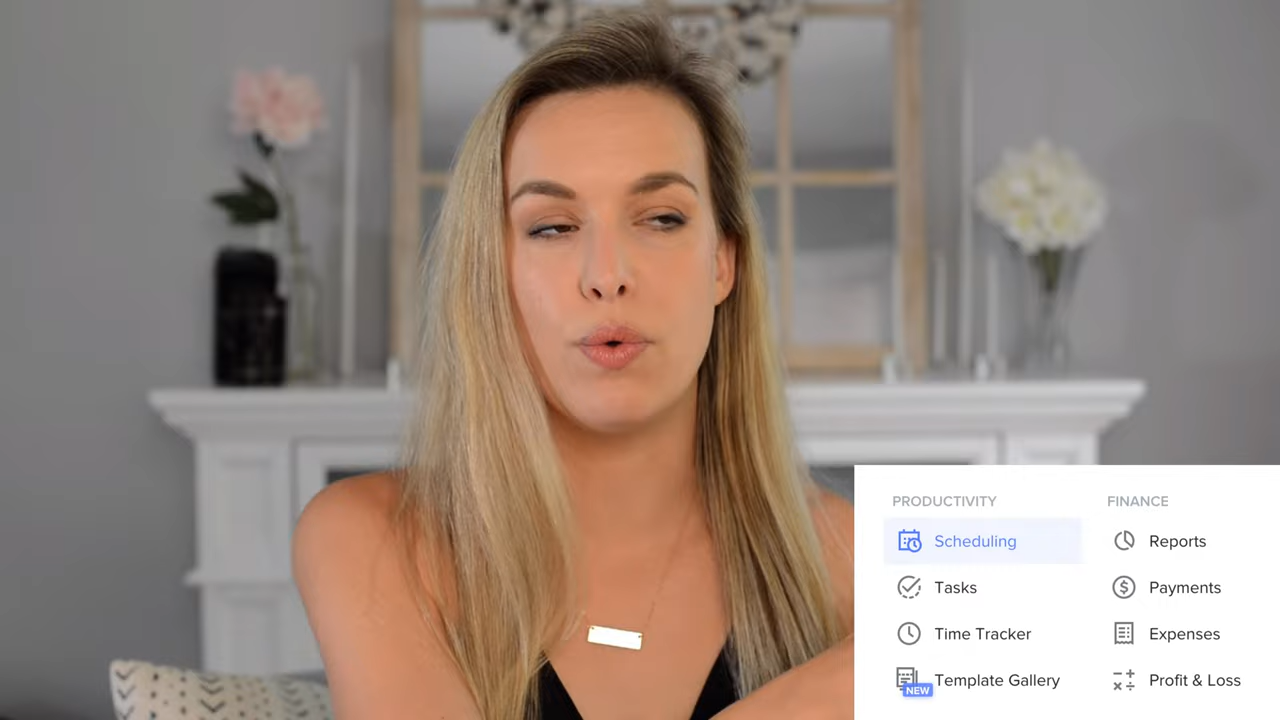 PRODUCTIVITY
Scheduling
Tasks
Time Tracker
NEW
Template Gallery
FINANCE
Reports
Payments
Expenses
Profit & Loss